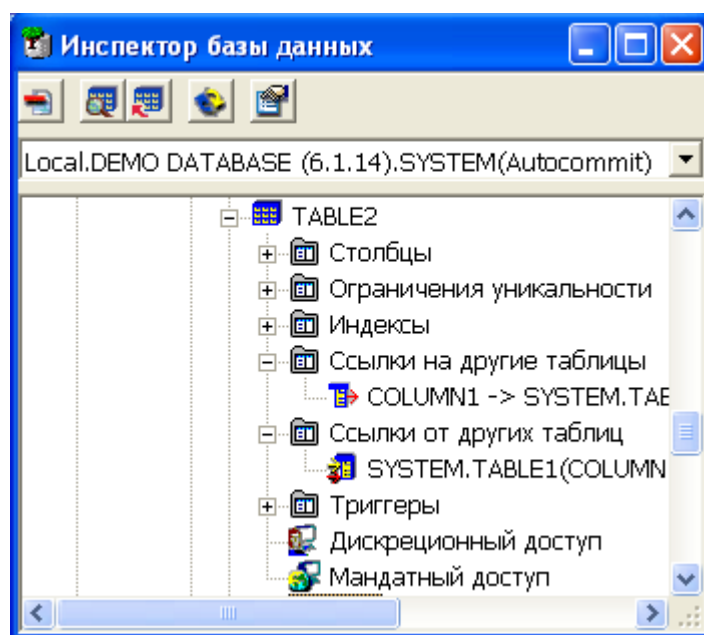 Инспектор базы данных
Local.DEMO DATABASE (6.1.14).SYSTEM(Autocommit)
TABLE2
Столбцы
Ограничения уникальности
Индексы
Ссылки на другие таблицы
COLUMN1 -> SYSTEM.TAB
Ссылки от других таблиц
SYSTEM.TABLE1(COLUMN
Триггеры
Дискреционный доступ
Мандатный доступ